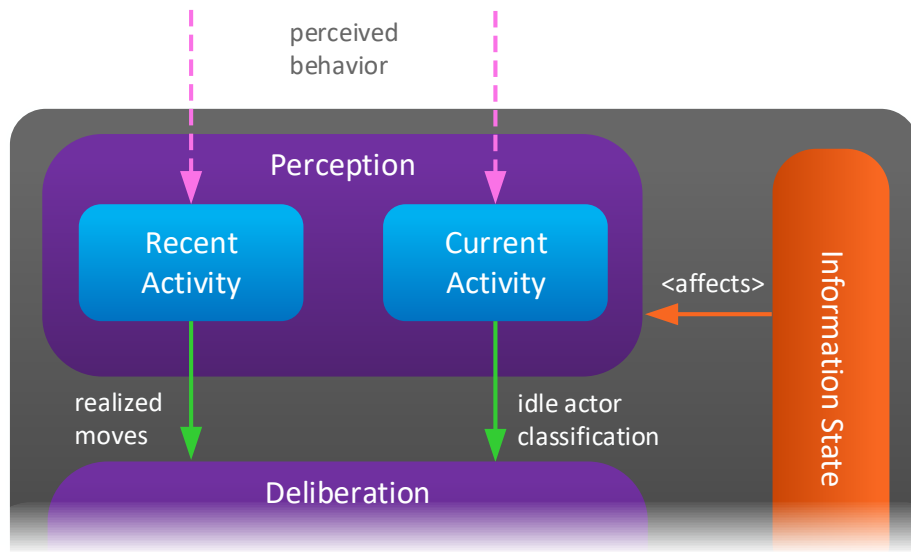 perceived
behavior
Perception
Recent
Activity
Current
Activity
<affects>
Information State
realized
moves
idle actor
classification
Deliberation